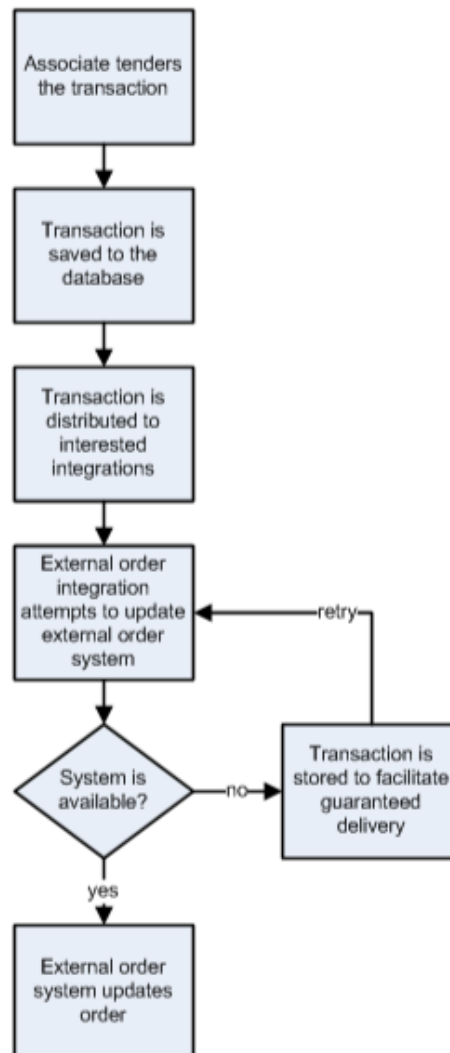 Associate tenders
the transaction
Transaction is
saved to the
database
Transaction is
distributed to
interested
integrations
External order
integration
attempts to update
external order
system
retry
System is
available?
no
Transaction is
stored to facilitate
guaranteed
delivery
yes
External order
system updates
order